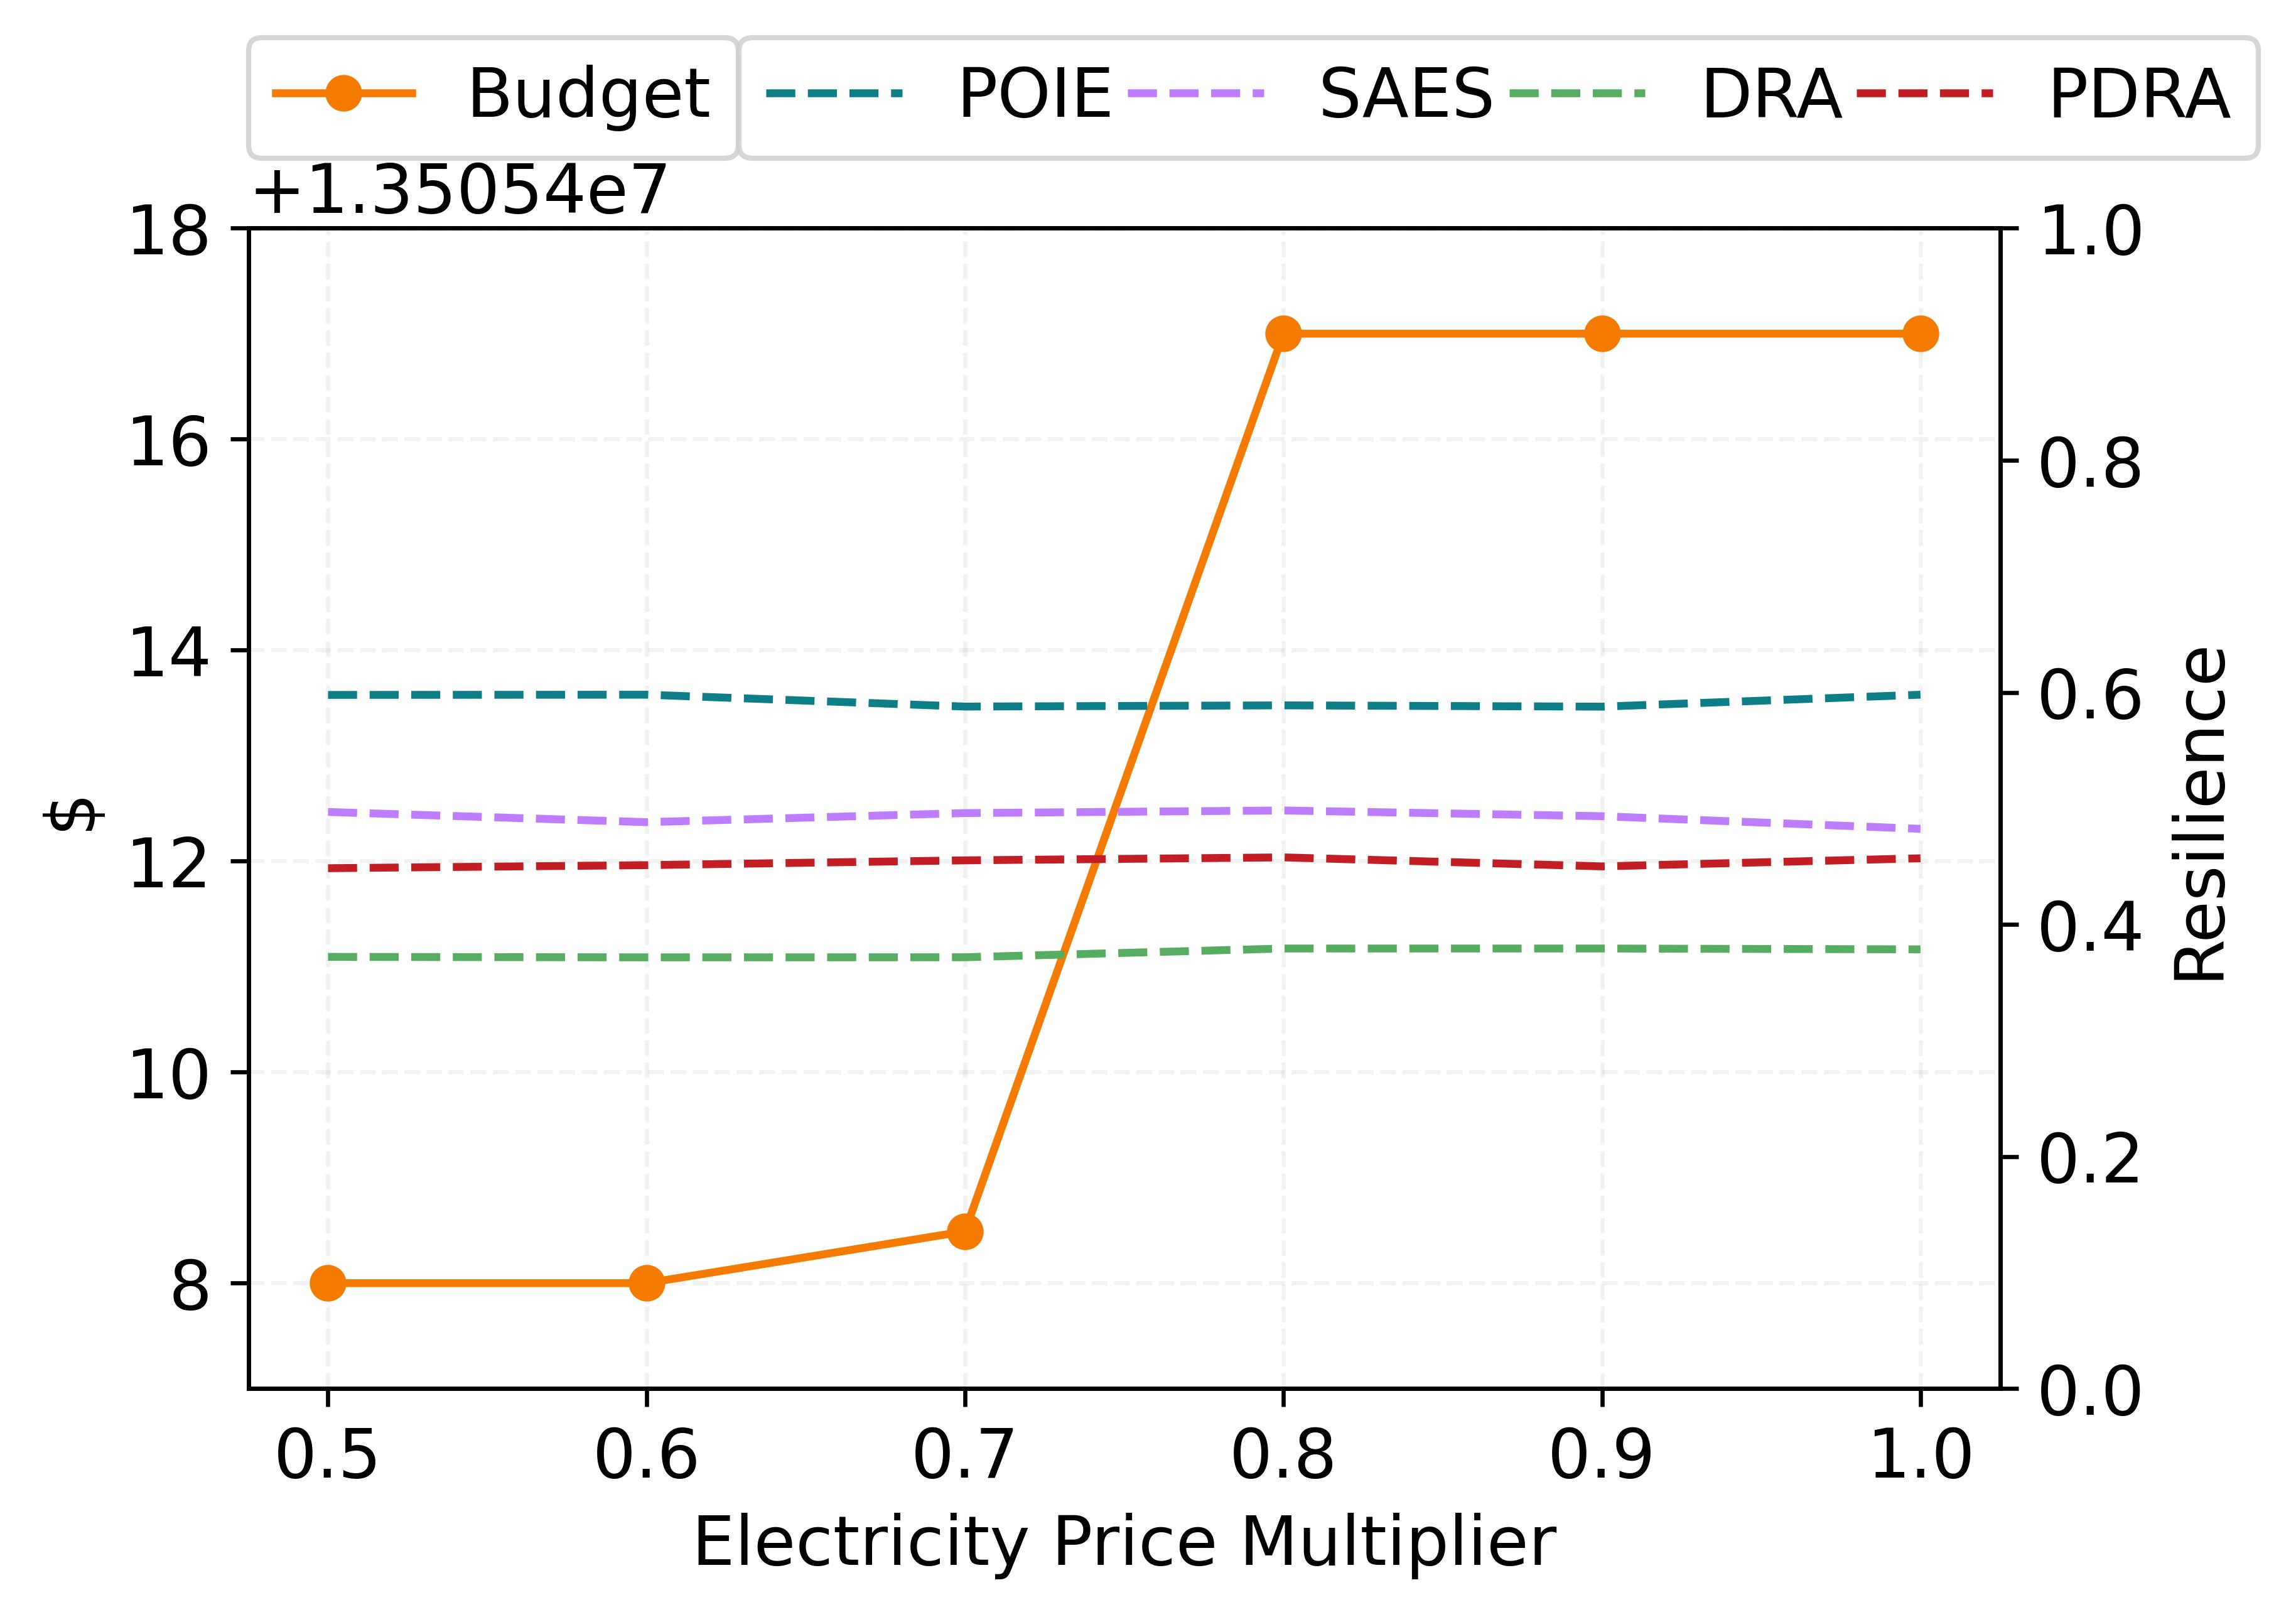 Budget POIE SAES DRA PDRA
+1.35054e7
18
16
14
12
10
8
$
1.0
0.8
0.6
0.4
0.2
0.0
Resilience
0.5 0.6 0.7 0.8 0.9 1.0
Electricity Price Multiplier